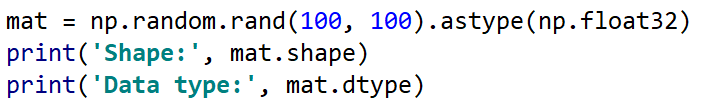 mat = np.random.rand(100, 100).astype(np.float32)
print('Shape:', mat.shape)
print('Data type:', mat.dtype)